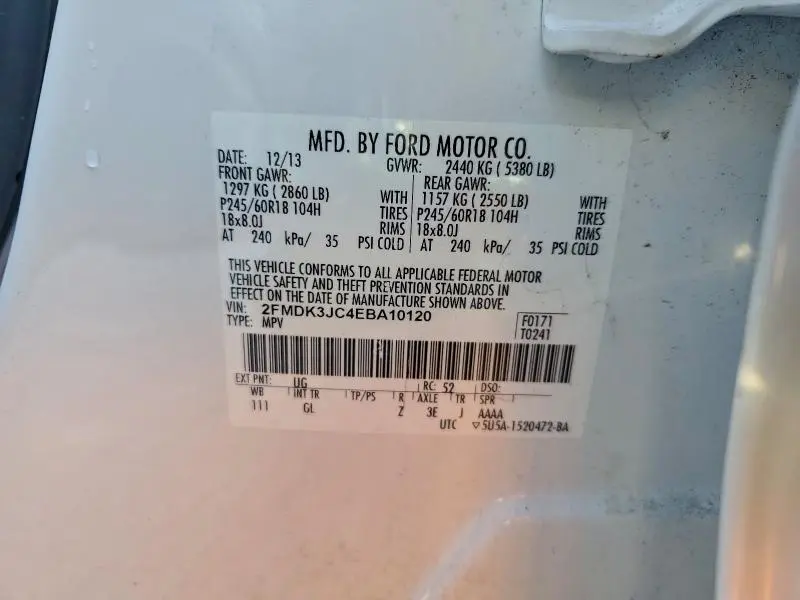 MFD. BY FORD MOTOR CO.
DATE: 12/13 GVWR: 2440 KG ( 5380 LB)
FRONT GAWR: REAR GAWR:
1297 KG ( 2860 LB) WITH 1157 KG ( 2550 LB) WITH
P245/60R18 104H TIRES P245/60R18 104H TIRES
18x8.0J RIMS 18x8.0J RIMS
AT 240 kPa/ 35 PSI COLD AT 240 kPa/ 35 PSI COLD
THIS VEHICLE CONFORMS TO ALL APPLICABLE FEDERAL MOTOR
VEHICLE SAFETY AND THEFT PREVENTION STANDARDS IN
EFFECT ON THE DATE OF MANUFACTURE SHOWN ABOVE.
VIN: 2FMDK3JC4EBA10120 F0171
TYPE: MPV T0241
EXT PNT: UG RC: 52 DSO:
WB INT TR TP/PS R AXLE TR SPR
111 GL Z 3E J AAAA
UTC ▽5U5A-1520472-BA